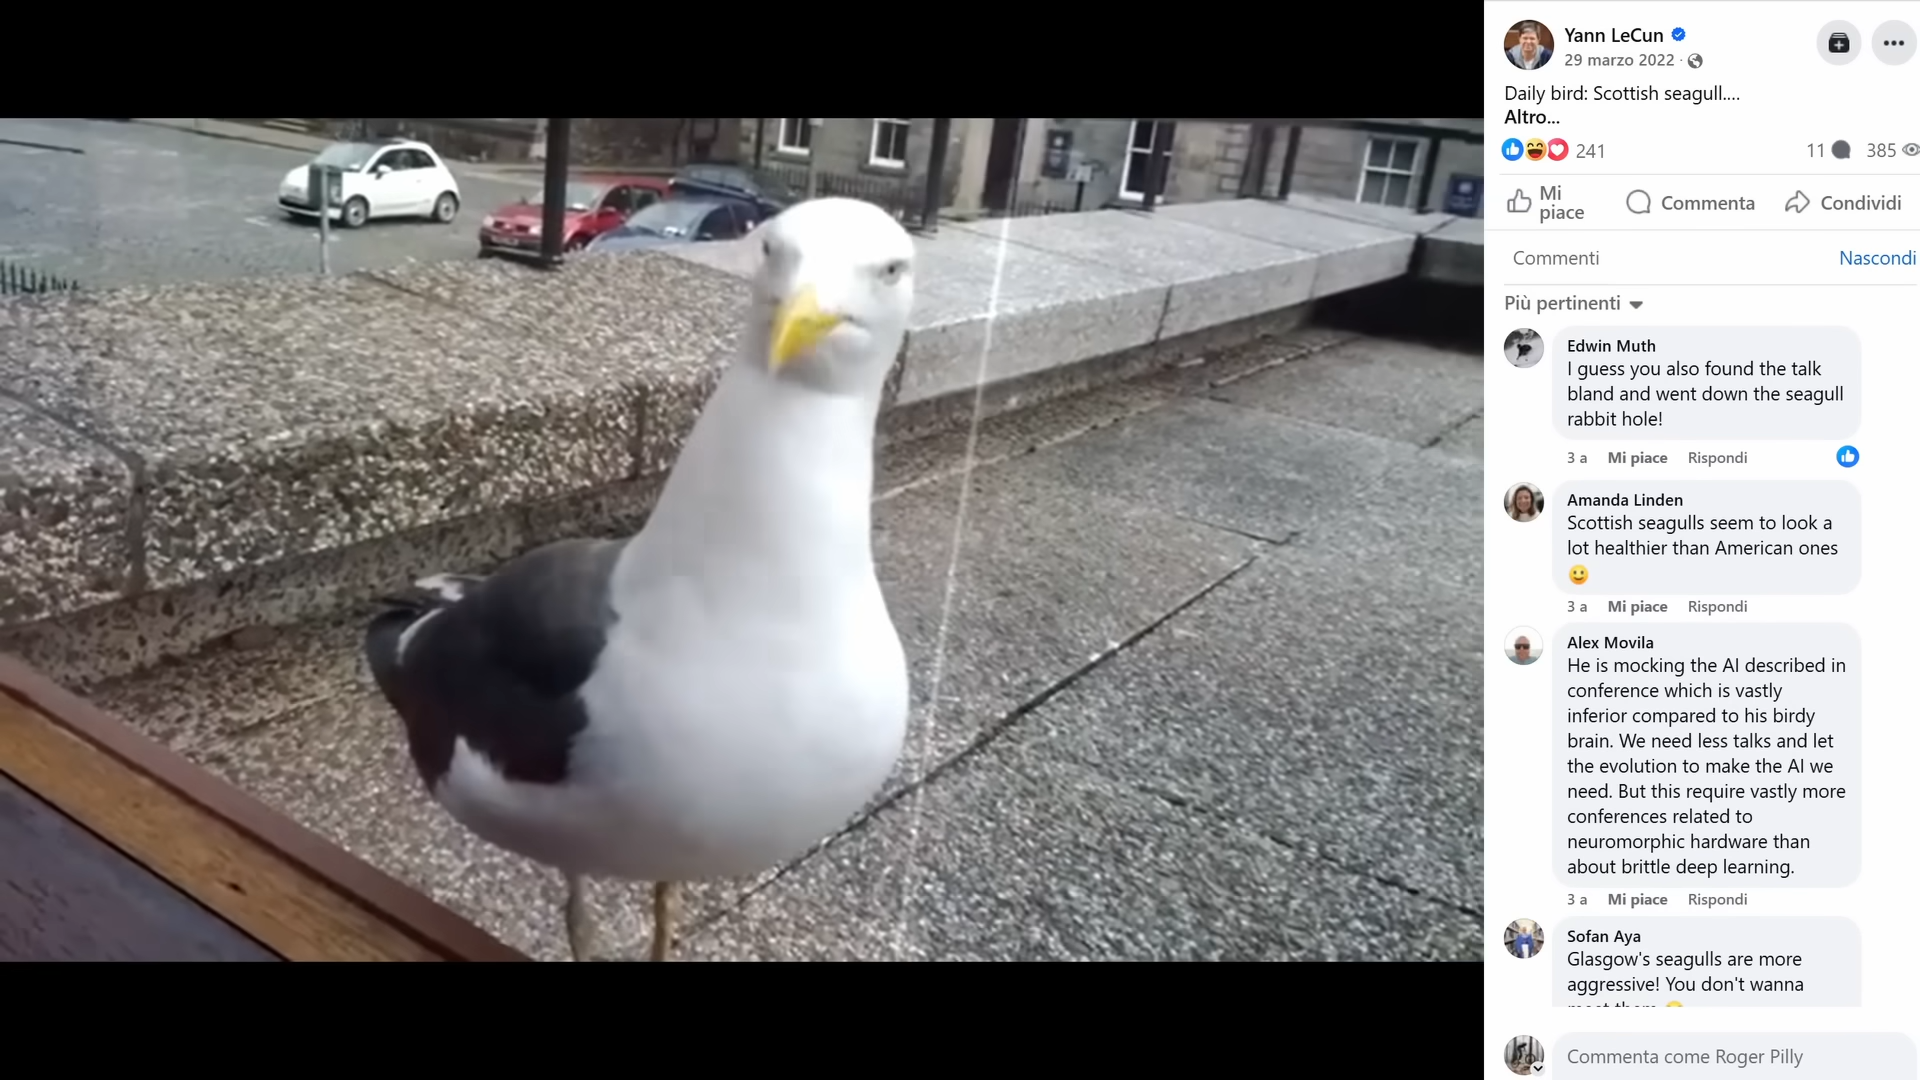 Yann LeCun
29 marzo 2022 ·
Daily bird: Scottish seagull....
Altro...
241
11
385
Mi piace
Commenta
Condividi
Commenti
Nascondi
Più pertinenti
Edwin Muth
I guess you also found the talk
bland and went down the seagull
rabbit hole!
3 a Mi piace Rispondi
Amanda Linden
Scottish seagulls seem to look a
lot healthier than American ones
🙂
3 a Mi piace Rispondi
Alex Movila
He is mocking the AI described in
conference which is vastly
inferior compared to his birdy
brain. We need less talks and let
the evolution to make the AI we
need. But this require vastly more
conferences related to
neuromorphic hardware than
about brittle deep learning.
3 a Mi piace Rispondi
Sofan Aya
Glasgow's seagulls are more
aggressive! You don't wanna
Commenta come Roger Pilly